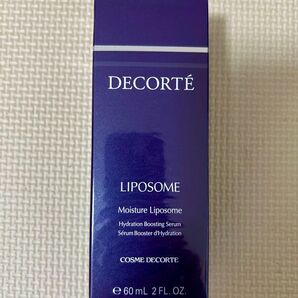 DECORTÉ
LIPOSOME
Moisture Liposome
Hydration Boosting Serum
Sérum Booster d'Hydration
COSME DECORTE
℮ 60 mL 2 FL. OZ.